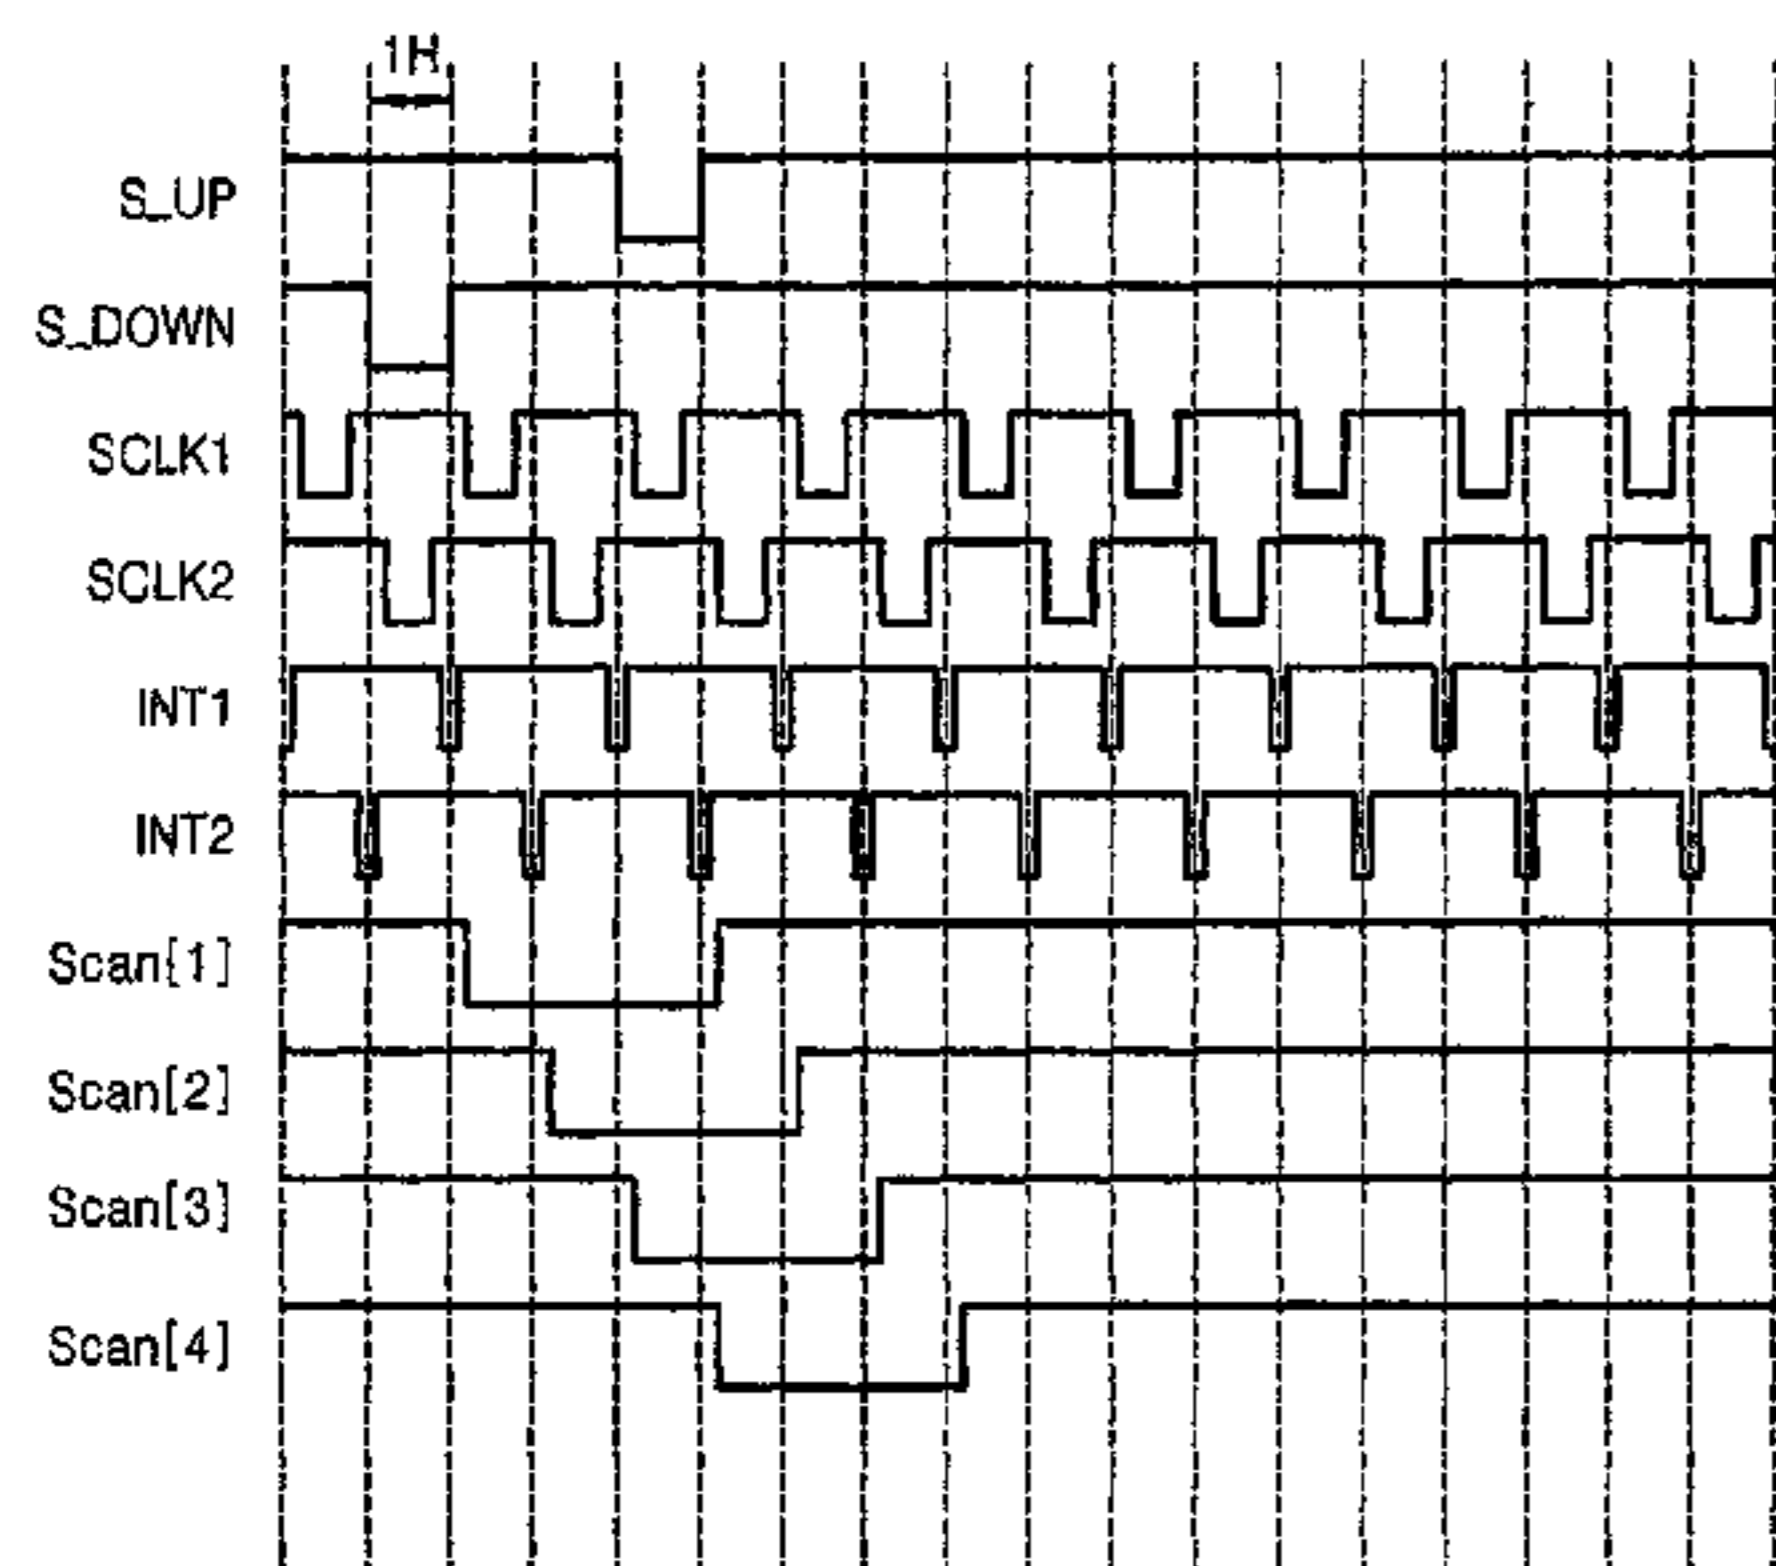 1H
S_UP
S_DOWN
SCLK1
SCLK2
INT1
INT2
Scan[1]
Scan[2]
Scan[3]
Scan[4]